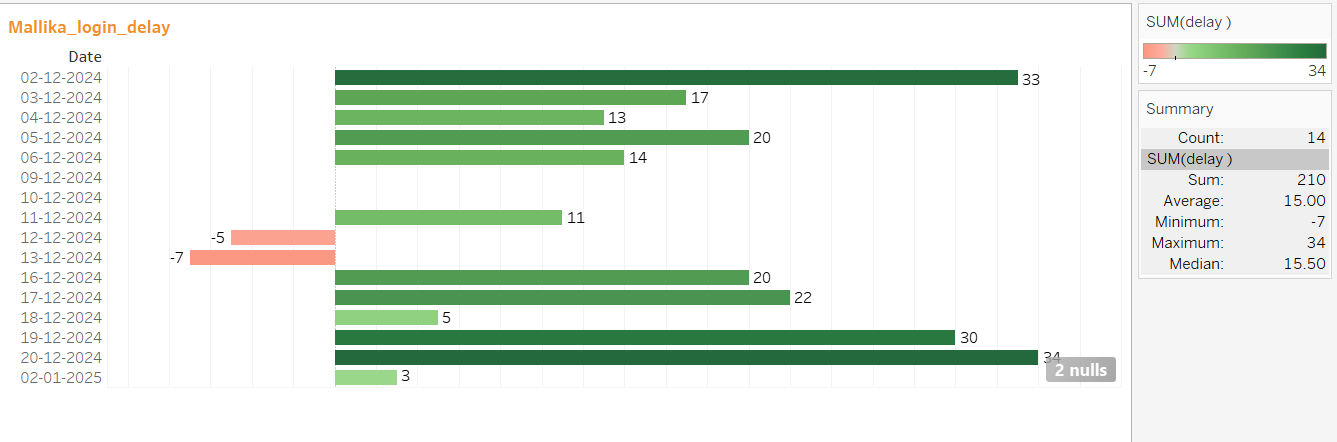 Mallika_login_delay
Date
02-12-2024 33
03-12-2024 17
04-12-2024 13
05-12-2024 20
06-12-2024 14
09-12-2024
10-12-2024
11-12-2024 11
12-12-2024 -5
13-12-2024 -7
16-12-2024 20
17-12-2024 22
18-12-2024 5
19-12-2024 30
20-12-2024 34
2 nulls
02-01-2025 3
SUM(delay )
-7 34
Summary
Count: 14
SUM(delay )
Sum: 210
Average: 15.00
Minimum: -7
Maximum: 34
Median: 15.50